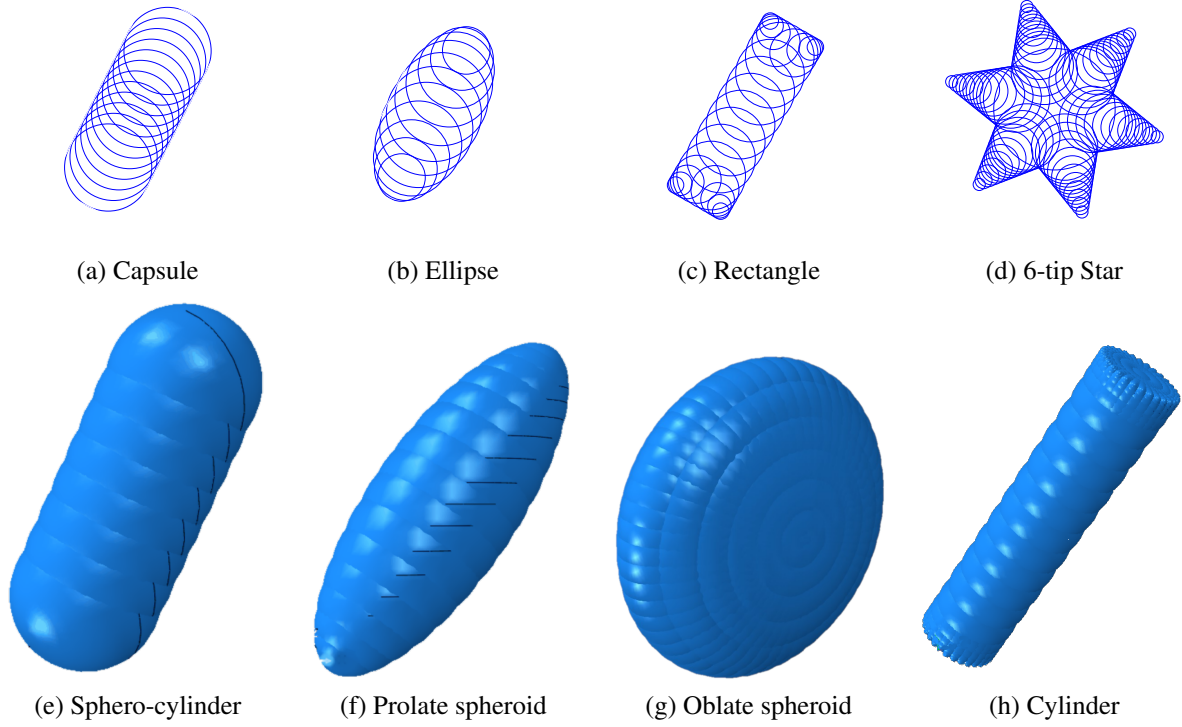 (a) Capsule
(b) Ellipse
(c) Rectangle
(d) 6-tip Star
(e) Sphero-cylinder
(f) Prolate spheroid
(g) Oblate spheroid
(h) Cylinder